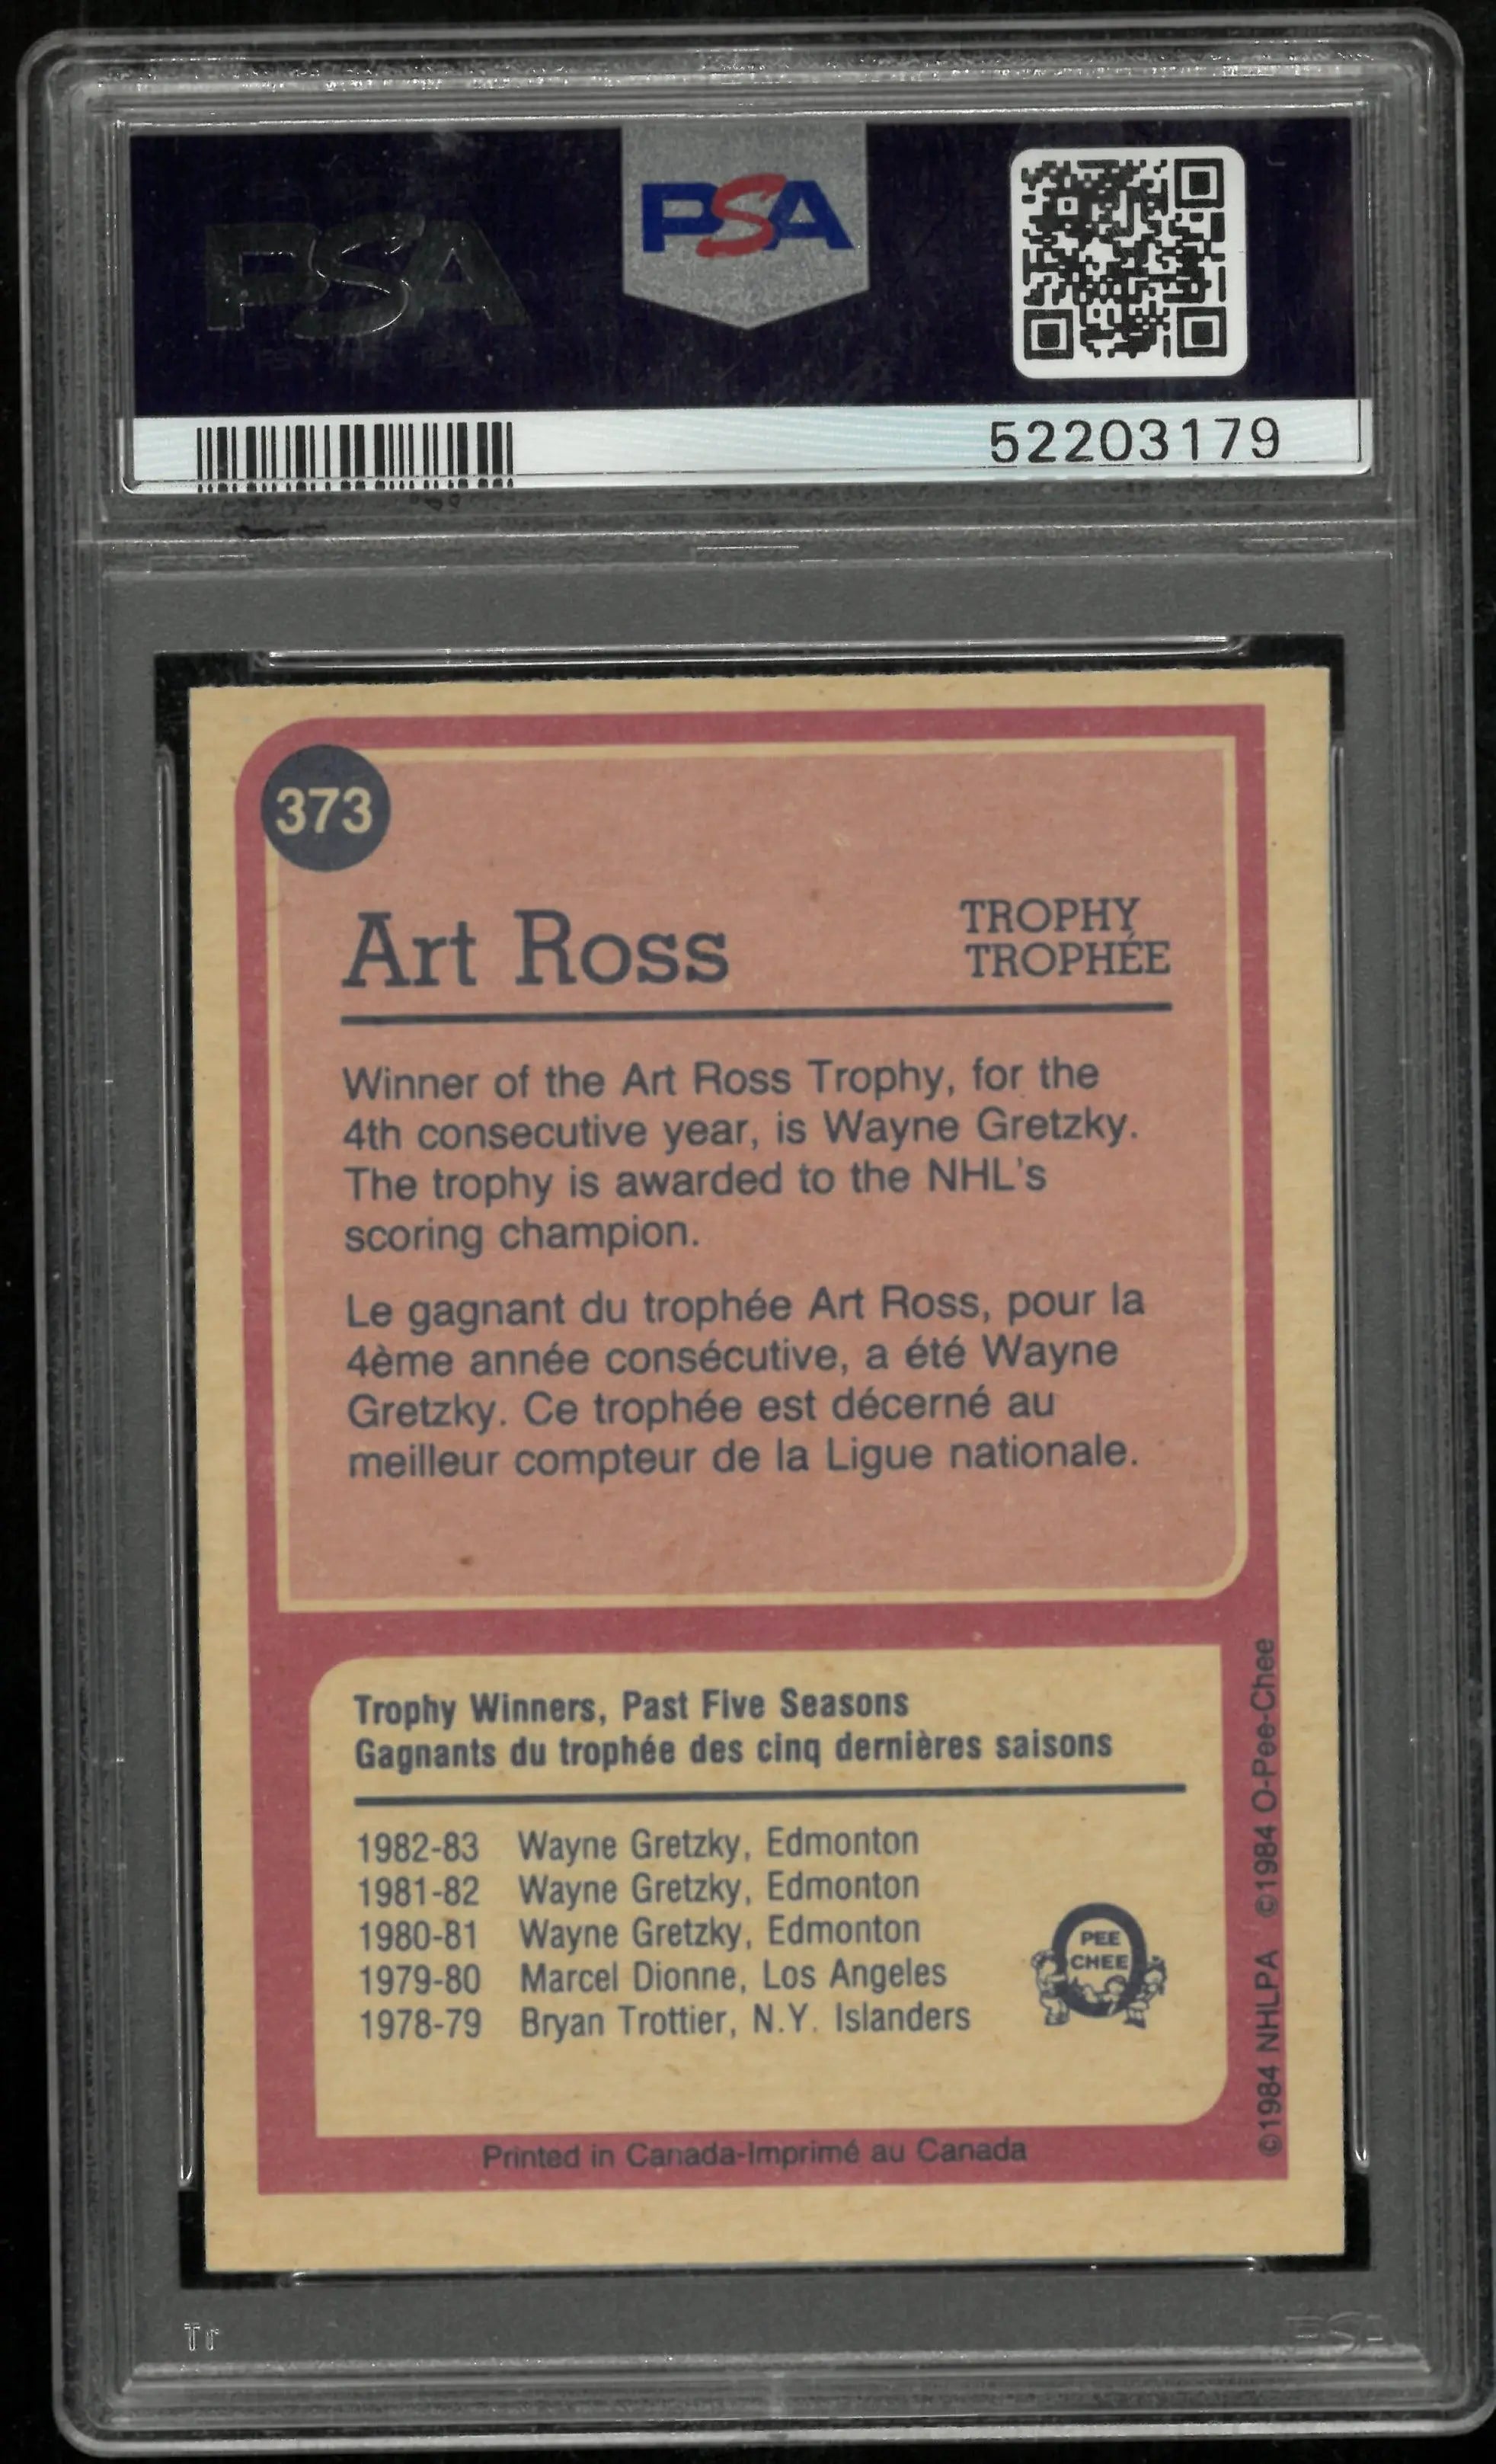 PSA
PSA
52203179
373
Art Ross
TROPHY
TROPHÉE
Winner of the Art Ross Trophy, for the
4th consecutive year, is Wayne Gretzky.
The trophy is awarded to the NHL's
scoring champion.
Le gagnant du trophée Art Ross, pour la
4ème année consécutive, a été Wayne
Gretzky. Ce trophée est décerné au
meilleur compteur de la Ligue nationale.
Trophy Winners, Past Five Seasons
Gagnants du trophée des cinq dernières saisons
1982-83 Wayne Gretzky, Edmonton
1981-82 Wayne Gretzky, Edmonton
1980-81 Wayne Gretzky, Edmonton
1979-80 Marcel Dionne, Los Angeles
1978-79 Bryan Trottier, N.Y. Islanders
PEE
CHEE
©1984 NHLPA ©1984 O-Pee-Chee
Printed in Canada-Imprimé au Canada
PSA